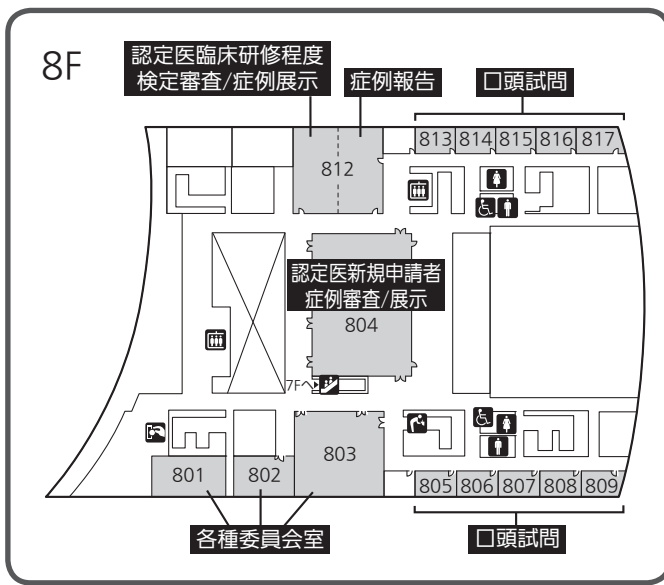 8F
認定医臨床研修程度
検定審査/症例展示
症例報告
口頭試問
813 814 815 816 817
812
認定医新規申請者
症例審査/展示
804
7Fへ
803
801 802
805 806 807 808 809
各種委員会室
口頭試問